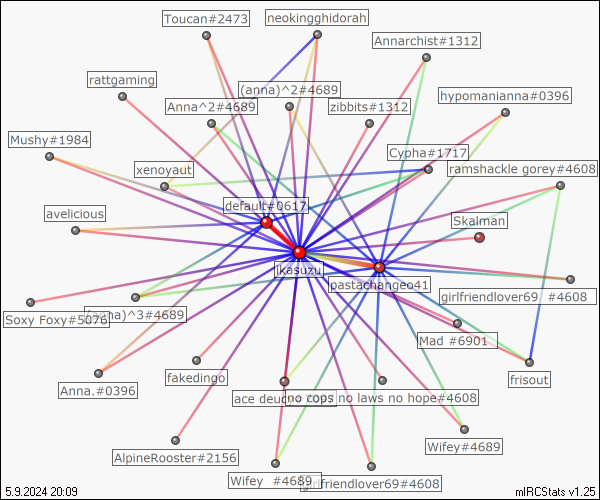 Toucan#2473
neokingghidorah
Annarchist#1312
rattgaming
(anna)^2#4689
hypomanianna#0396
Anna^2#4689
zibbits#1312
Mushy#1984
Cypha#1717
xenoyaut
ramshackle gorey#4608
default#0617
avelicious
Skalman
jkasuzu
pastachangeo41
girlfriendlover69 #4608
Soxy Foxy#5076
)^3#4689
Mad #6901
fakedingo
frisout
Anna.#0396
ace deuc
no cops no laws no hope#4608
Wifey#4689
AlpineRooster#2156
Wifey #4689
girlfriendlover69#4608
5.9.2024 20:09
mIRCStats v1.25